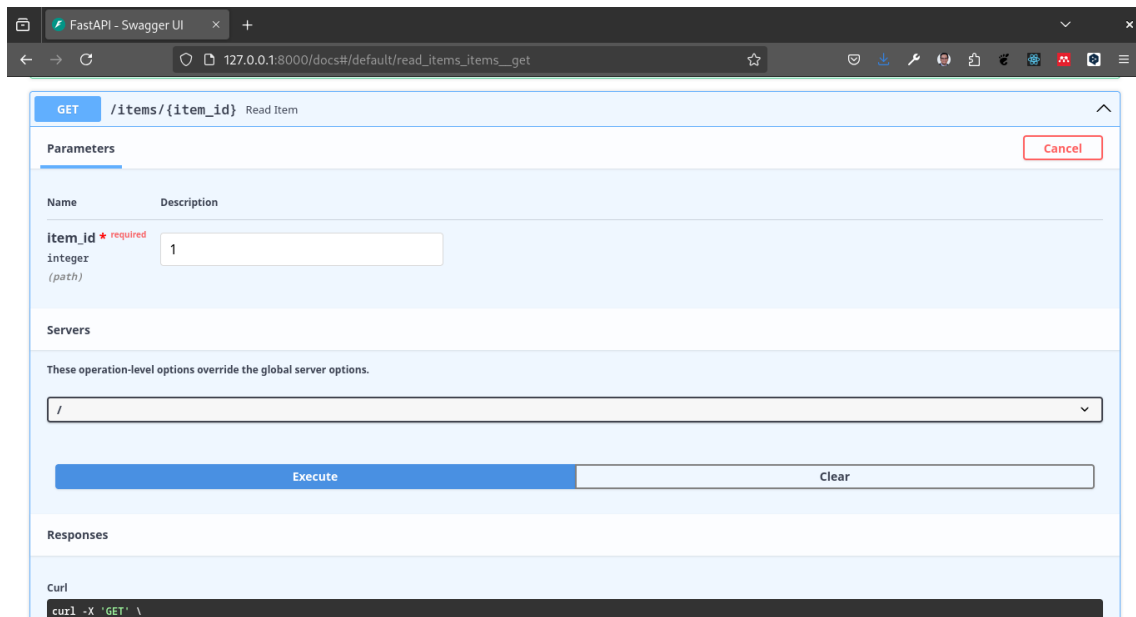 FastAPI - Swagger UI
127.0.0.1:8000/docs#/default/read_items_items__get
GET /items/{item_id} Read Item
Parameters
Cancel
Name Description
item_id * required
1
integer
(path)
Servers
These operation-level options override the global server options.
/
Execute Clear
Responses
Curl
curl -X 'GET' \